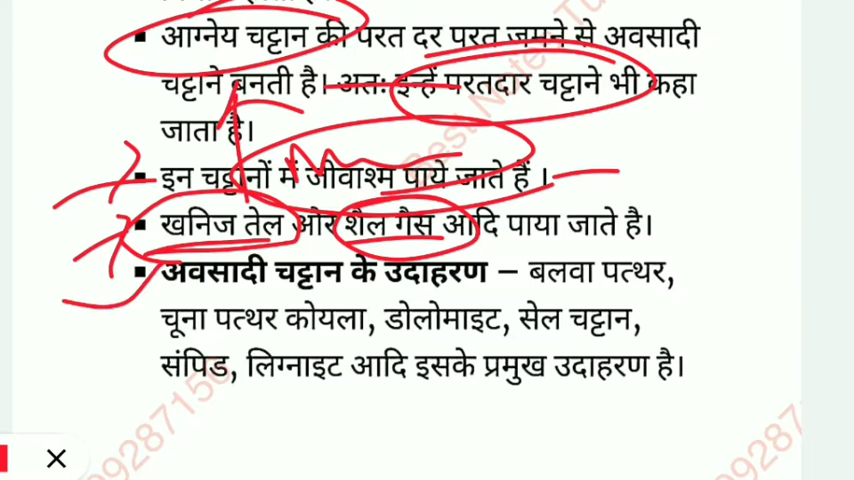 ■ आग्नेय चट्टान की परत दर परत जमने से अवसादी
चट्टाने बनती है। अतः इन्हें परतदार चट्टाने भी कहा
जाता है।
■ इन चट्टानों में जीवाश्म पाये जाते हैं ।
■ खनिज तेल ओर शैल गैस आदि पाया जाते है।
■ अवसादी चट्टान के उदाहरण – बलवा पत्थर,
चूना पत्थर कोयला, डोलोमाइट, सेल चट्टान,
संपिड, लिग्नाइट आदि इसके प्रमुख उदाहरण है।